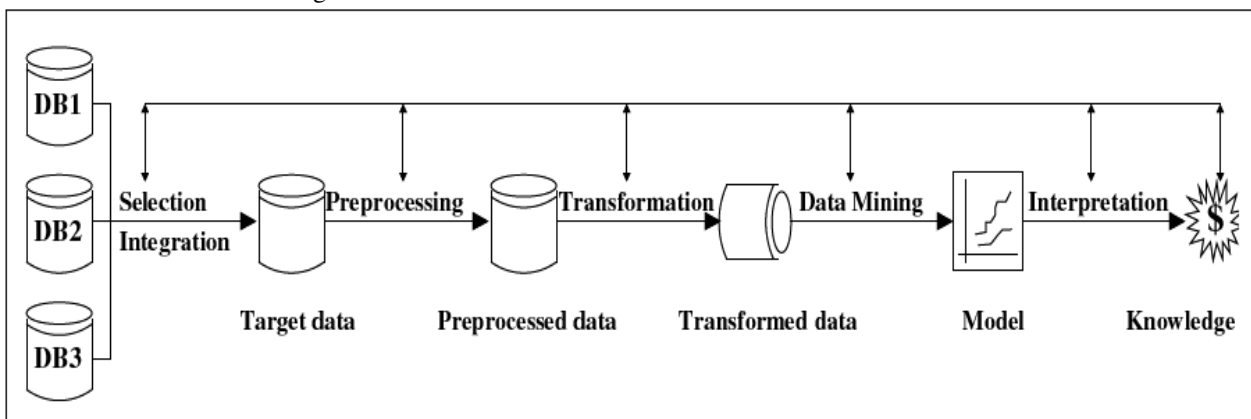 DB1
DB2
DB3
Selection
Integration
Preprocessing
Transformation
Data Mining
Interpretation
$
Target data
Preprocessed data
Transformed data
Model
Knowledge